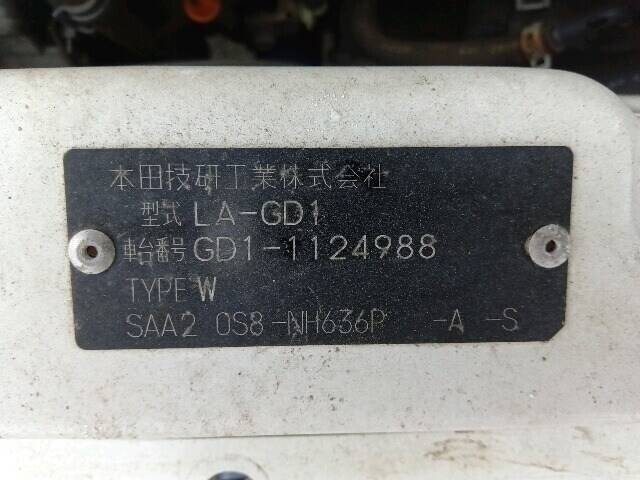 本田技研工業株式会社
型式 LA-GD1
車台番号 GD1-1124988
TYPE W
SAA2 0S8-NH636P -A -S